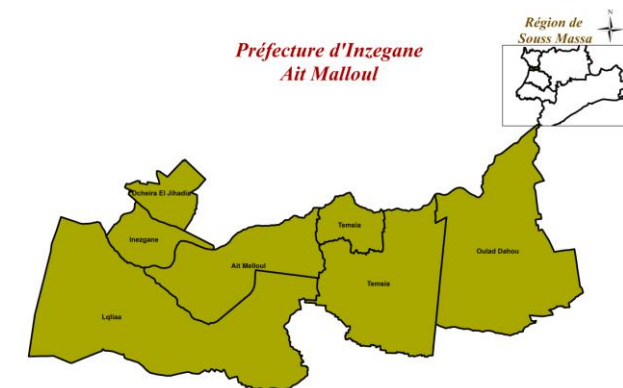 Préfecture d'Inzegane
Ait Malloul
Région de
Souss Massa
N
Dcheira El Jihadia
Inezgane
Temsia
Ait Melloul
Oulad Dahou
Temsia
Lqliaa